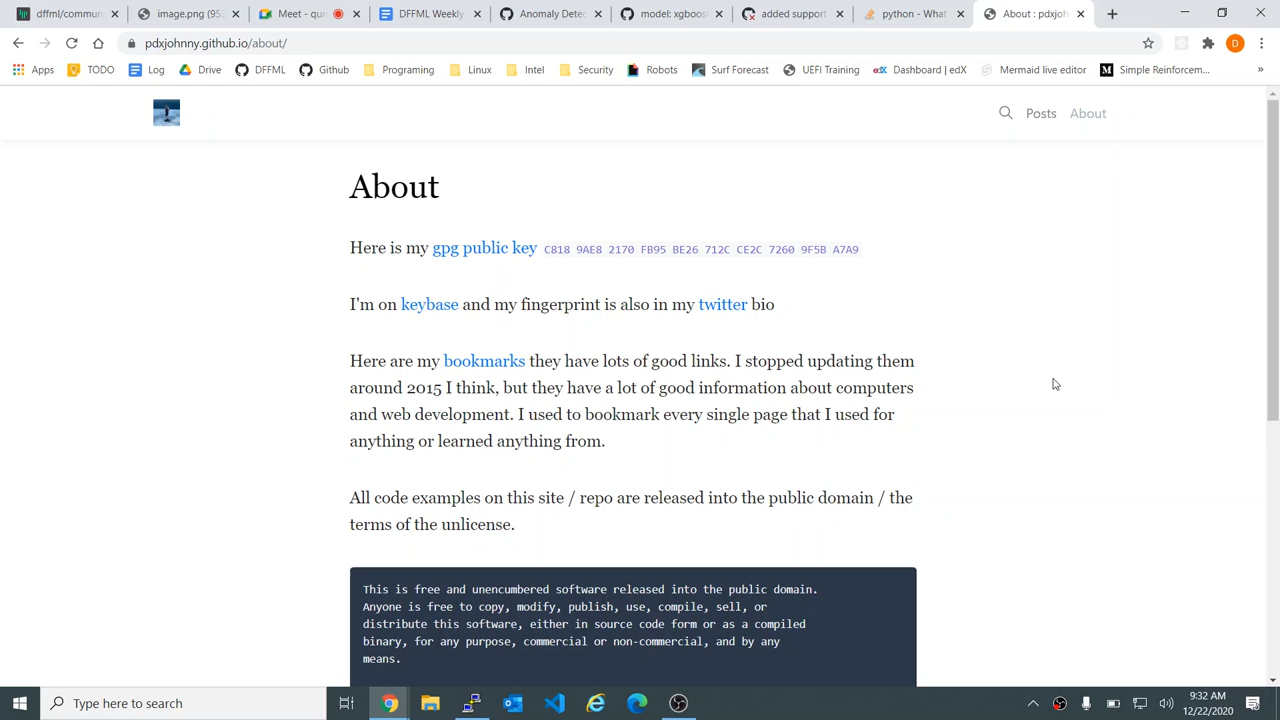 dffml/commun
image.png (95
Meet - qun
DFFML Weekly
Anomaly Detec
model: xgboost
added support
python - What
About : pdxjoh
pdxjohnny.github.io/about/
D
Apps
TODO
Log
Drive
DFFML
Github
Programing
Linux
Intel
Security
Robots
Surf Forecast
UEFI Training
edX
Dashboard | edX
Mermaid live editor
M
Simple Reinforcem...
»
Posts
About
About
Here is my gpg public key C818 9AE8 2170 FB95 BE26 712C CE2C 7260 9F5B A7A9
I'm on keybase and my fingerprint is also in my twitter bio
Here are my bookmarks they have lots of good links. I stopped updating them
around 2015 I think, but they have a lot of good information about computers
and web development. I used to bookmark every single page that I used for
anything or learned anything from.
All code examples on this site / repo are released into the public domain / the
terms of the unlicense.
This is free and unencumbered software released into the public domain.
Anyone is free to copy, modify, publish, use, compile, sell, or
distribute this software, either in source code form or as a compiled
binary, for any purpose, commercial or non-commercial, and by any
means.
Type here to search
9:32 AM
12/22/2020